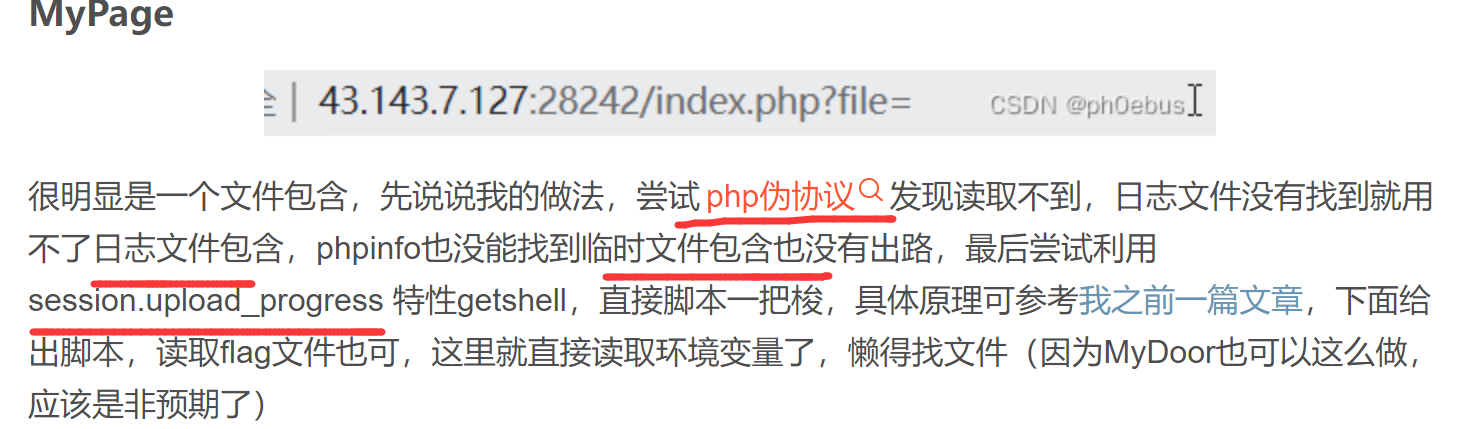 MyPage
全 | 43.143.7.127:28242/index.php?file=
CSDN @ph0ebus
很明显是一个文件包含，先说说我的做法，尝试 php伪协议 发现读取不到，日志文件没有找到就用
不了日志文件包含，phpinfo也没能找到临时文件包含也没有出路，最后尝试利用
session.upload_progress 特性getshell，直接脚本一把梭，具体原理可参考我之前一篇文章，下面给
出脚本，读取flag文件也可，这里就直接读取环境变量了，懒得找文件（因为MyDoor也可以这么做，
应该是非预期了）